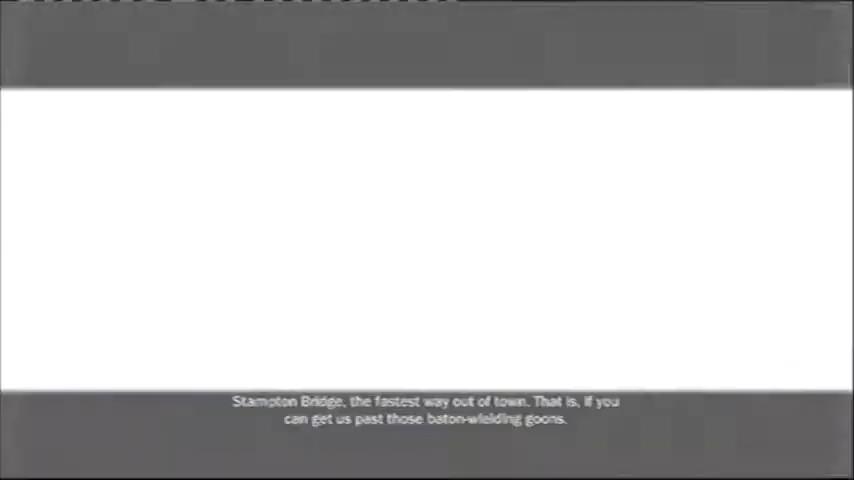 Stampton Bridge, the fastest way out of town. That is, if you
can get us past those baton-wielding goons.